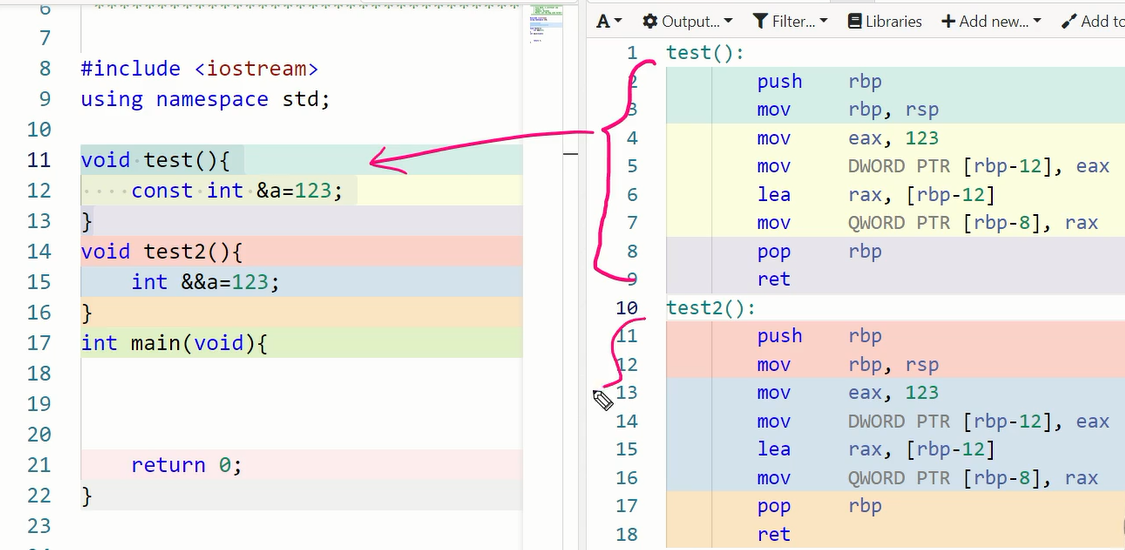 6
7
8 #include <iostream>
9 using namespace std;
10
11 void test(){
12 const int &a=123;
13 }
14 void test2(){
15 int &&a=123;
16 }
17 int main(void){
18
19
20
21 return 0;
22 }
23
A Output... Filter... Libraries + Add new... Add to
1 test():
2 push rbp
3 mov rbp, rsp
4 mov eax, 123
5 mov DWORD PTR [rbp-12], eax
6 lea rax, [rbp-12]
7 mov QWORD PTR [rbp-8], rax
8 pop rbp
9 ret
10 test2():
11 push rbp
12 mov rbp, rsp
13 mov eax, 123
14 mov DWORD PTR [rbp-12], eax
15 lea rax, [rbp-12]
16 mov QWORD PTR [rbp-8], rax
17 pop rbp
18 ret